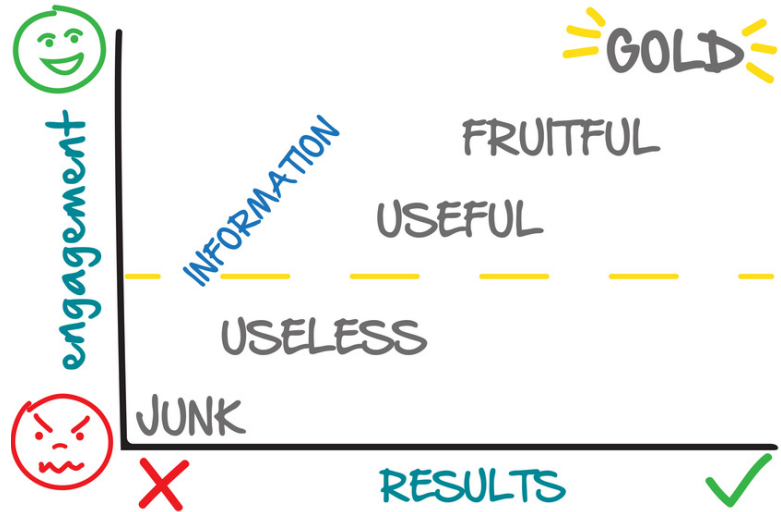 GOLD
FRUITFUL
INFORMATION
USEFUL
engagement
USELESS
JUNK
RESULTS